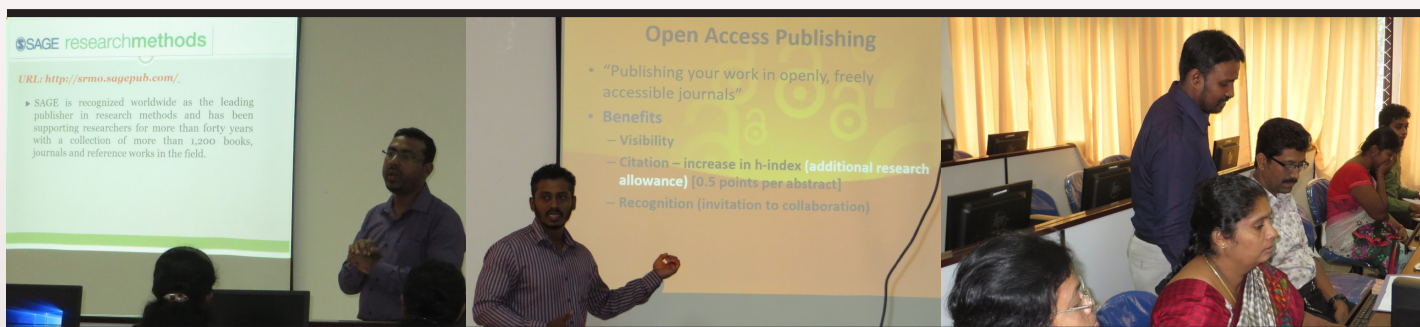 SAGE researchmethods
URL: http://srmo.sagepub.com/
SAGE is recognized worldwide as the leading
publisher in research methods and has been
supporting researchers for more than forty years
with a collection of more than 1,200 books,
journals and reference works in the field.
Open Access Publishing
• “Publishing your work in openly, freely
accessible journals”
• Benefits
– Visibility
– Citation – increase in h-index (additional research
allowance) [0.5 points per abstract]
– Recognition (invitation to collaboration)